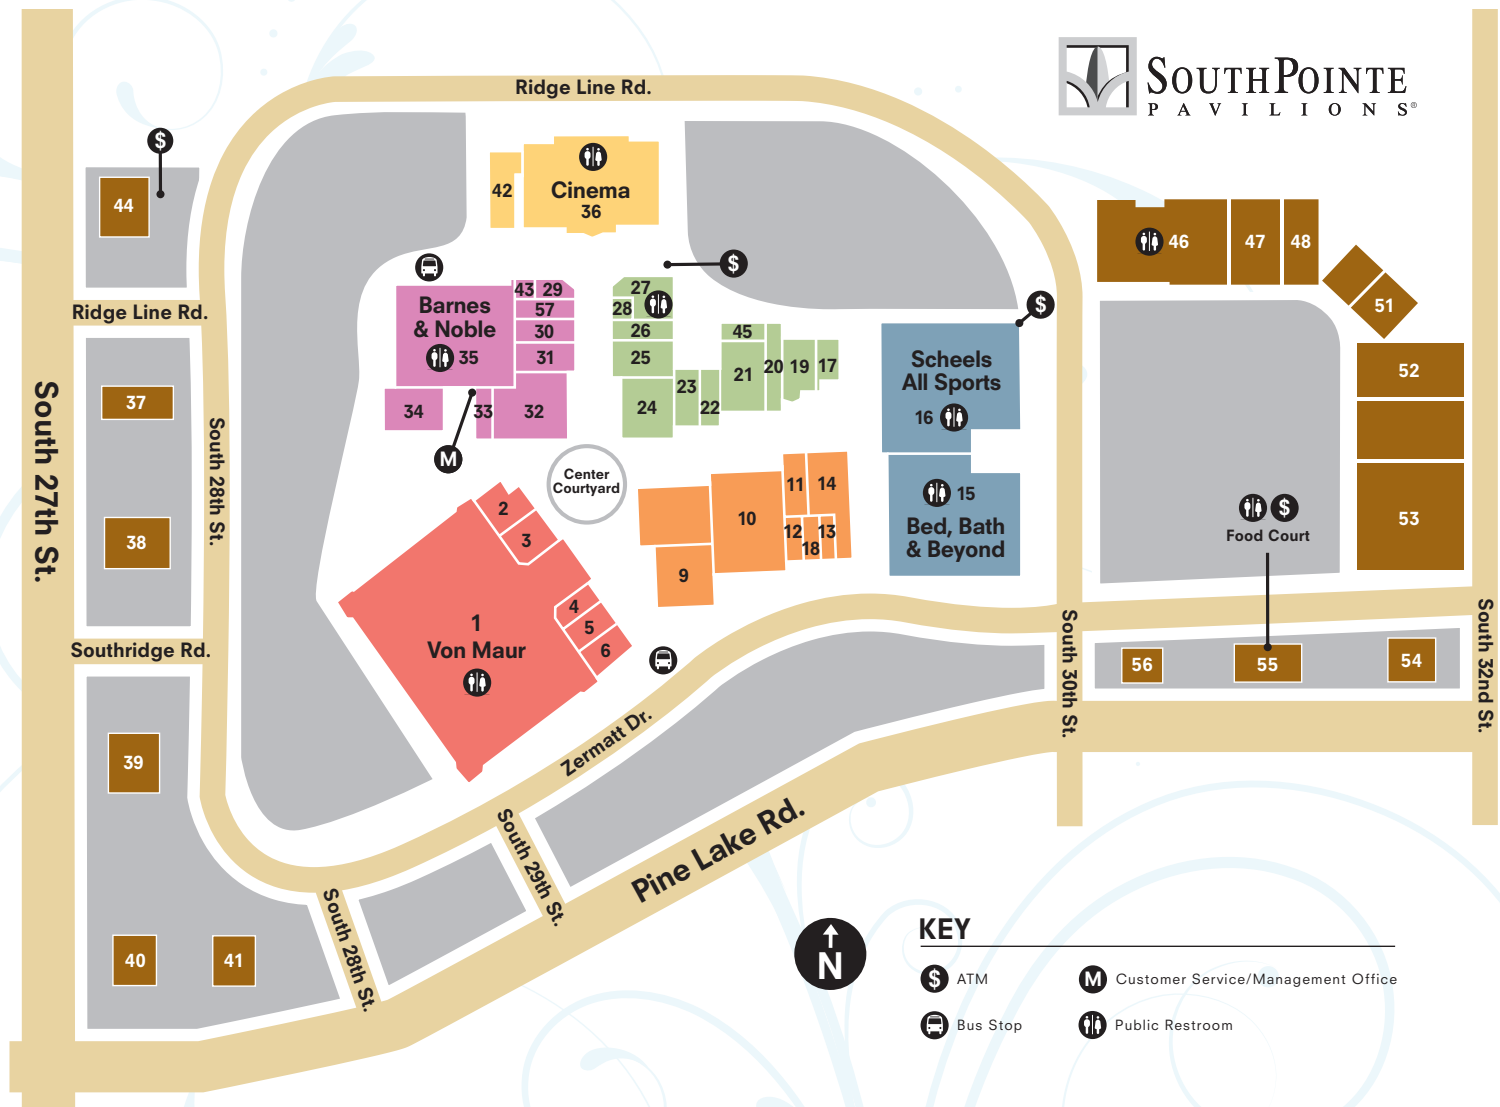 Ridge Line Rd.
SOUTHPOINTE
PAVILIONS®
$
44
42
Cinema
36
46
47
48
$
$
43
29
27
51
Ridge Line Rd.
Barnes
& Noble
35
57
28
30
26
45
31
25
21
20
19
17
23
Scheels
All Sports
16
52
South 27th St.
37
34
33
32
24
22
South 28th St.
M
Center
Courtyard
2
3
11
14
10
12
13
18
15
Bed, Bath
& Beyond
$
Food Court
53
38
9
4
5
6
1
Von Maur
Southridge Rd.
South 30th St.
56
55
54
South 32nd St.
39
Zermatt Dr.
South 29th St.
Pine Lake Rd.
South 28th St.
40
41
N
KEY
$ ATM
M Customer Service/Management Office
Bus Stop
Public Restroom